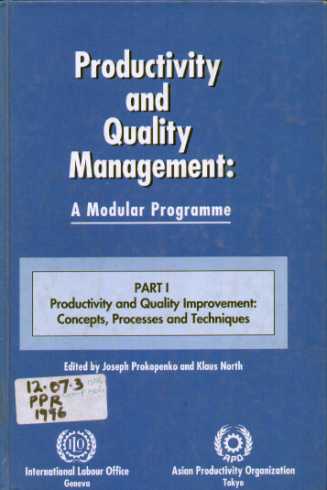 Productivity
and
Quality
Management:
A Modular Programme
PART I
Productivity and Quality Improvement:
Concepts, Processes and Techniques
Edited by Joseph Prokopenko and Klaus North
12.07.3
PPR
1996
International Labour Office
Geneva
APO
Asian Productivity Organization
Tokyo